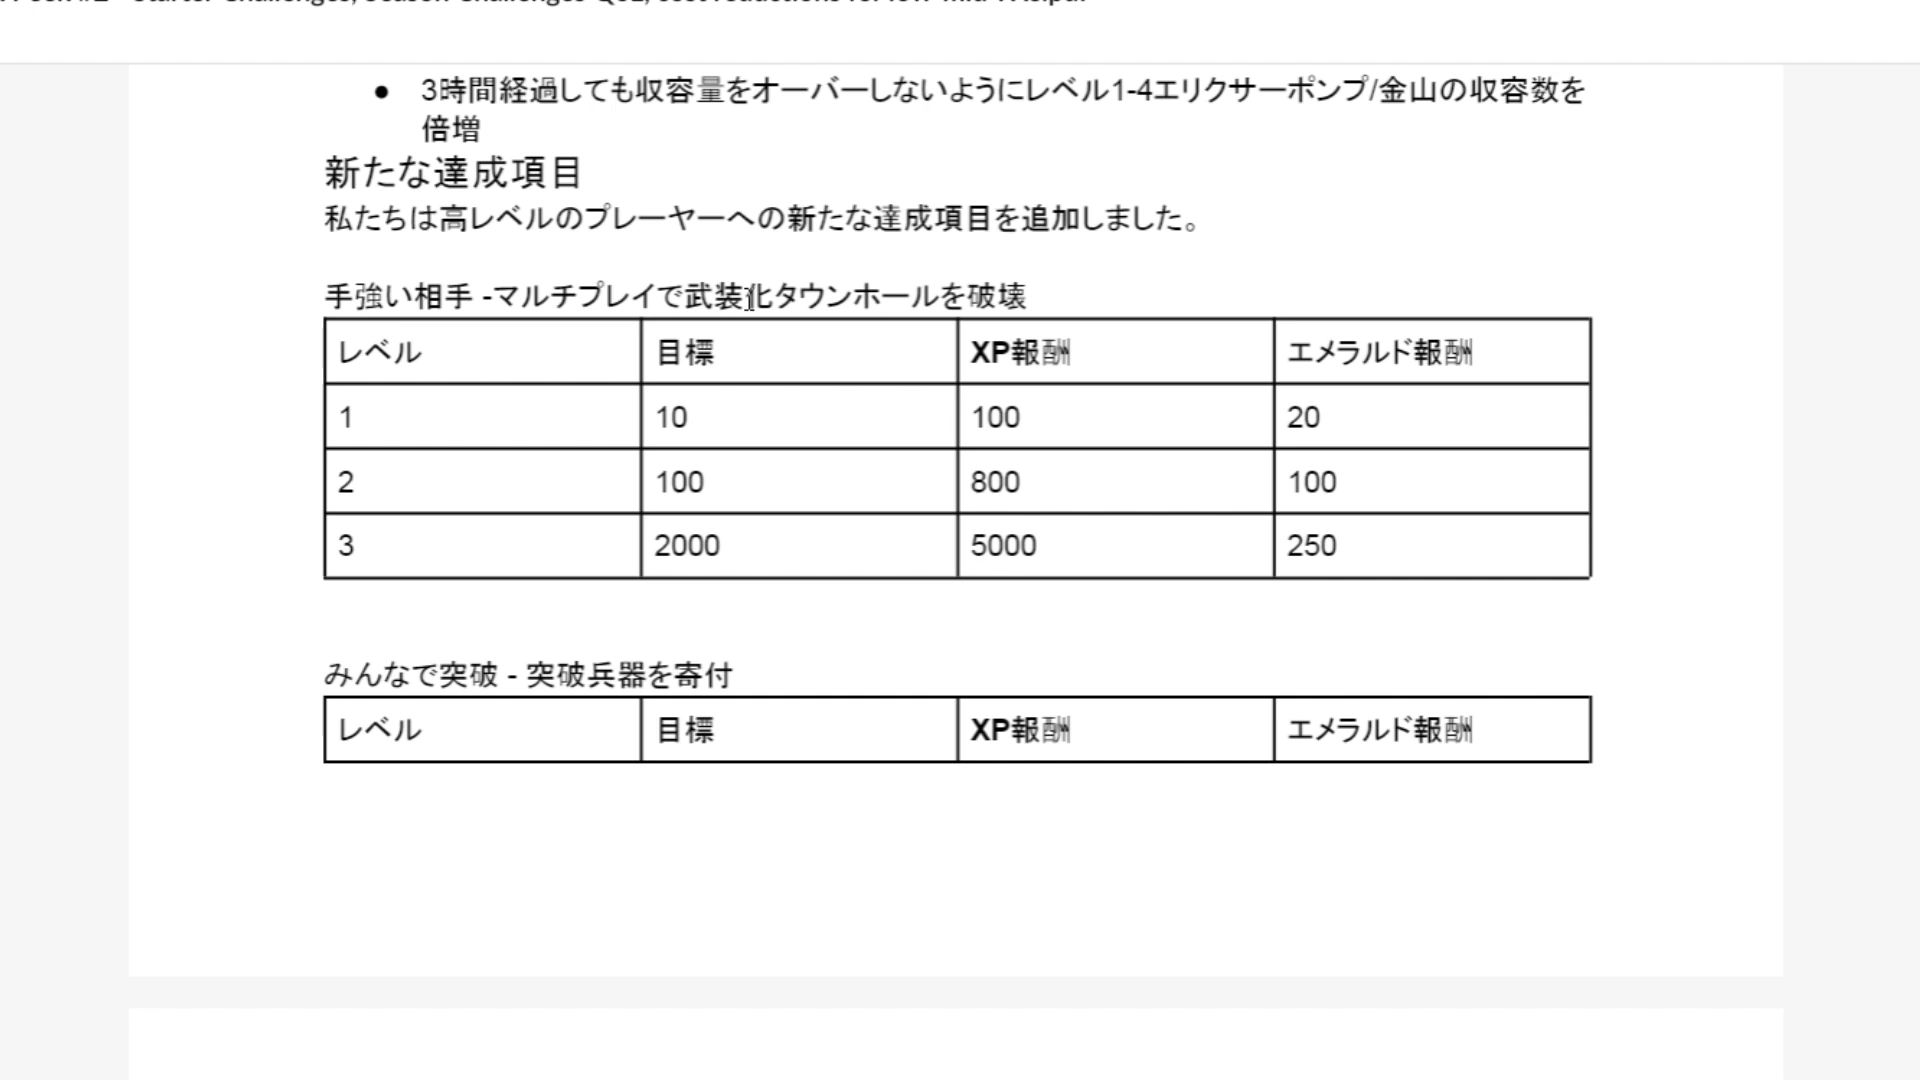 3時間経過しても収容量をオーバーしないようにレベル1-4エリクサーポンプ/金山の収容数を
倍増
新たな達成項目
私たちは高レベルのプレーヤーへの新たな達成項目を追加しました。
手強い相手 -マルチプレイで武装化タウンホールを破壊
レベル 目標 XP報酬 エメラルド報酬
1 10 100 20
2 100 800 100
3 2000 5000 250
みんなで突破 - 突破兵器を寄付
レベル 目標 XP報酬 エメラルド報酬